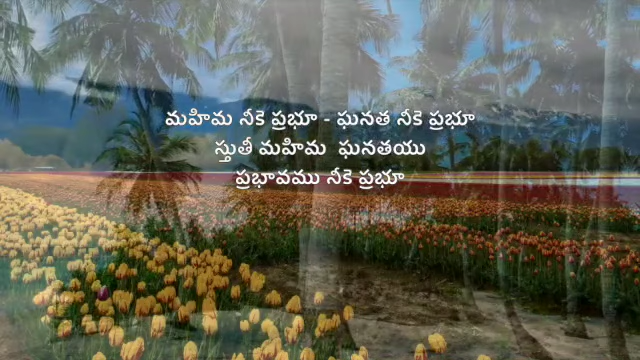 మహిమ నీకె ప్రభూ - ఘనత నీకె ప్రభూ
స్తుతీ మహిమ ఘనతయు
ప్రభావము నీకె ప్రభూ